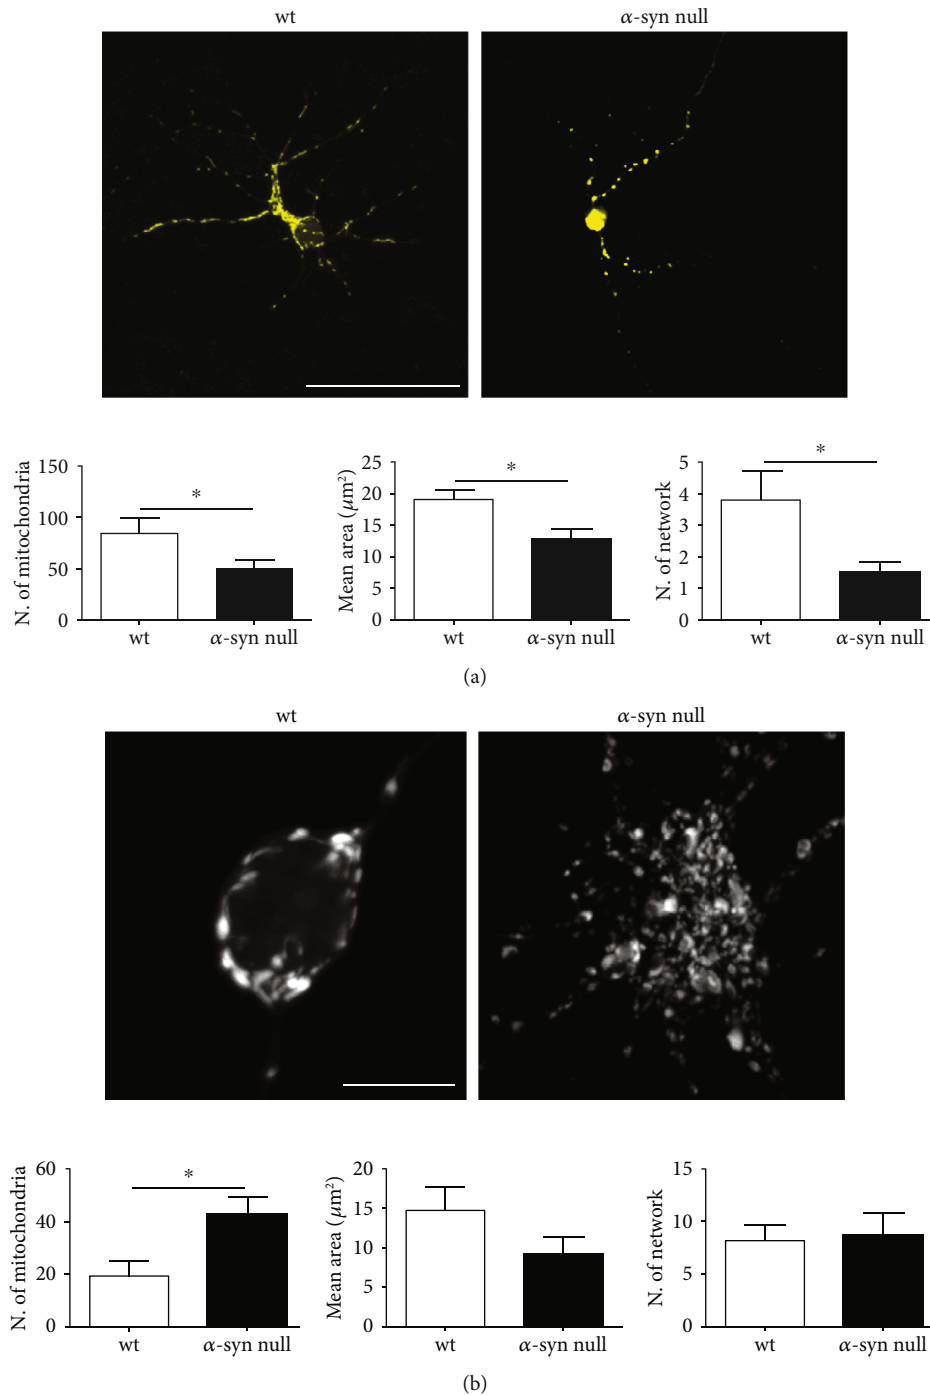 wt α-syn null
N. of mitochondria
150
100
50
0
*
wt α-syn null
Mean area (μm²)
25
20
15
10
5
0
*
wt α-syn null
N. of network
5
4
3
2
1
0
*
wt α-syn null
(a)
wt α-syn null
N. of mitochondria
60
40
20
0
*
wt α-syn null
Mean area (μm²)
20
15
10
5
0
wt α-syn null
N. of network
15
10
5
0
wt α-syn null
(b)